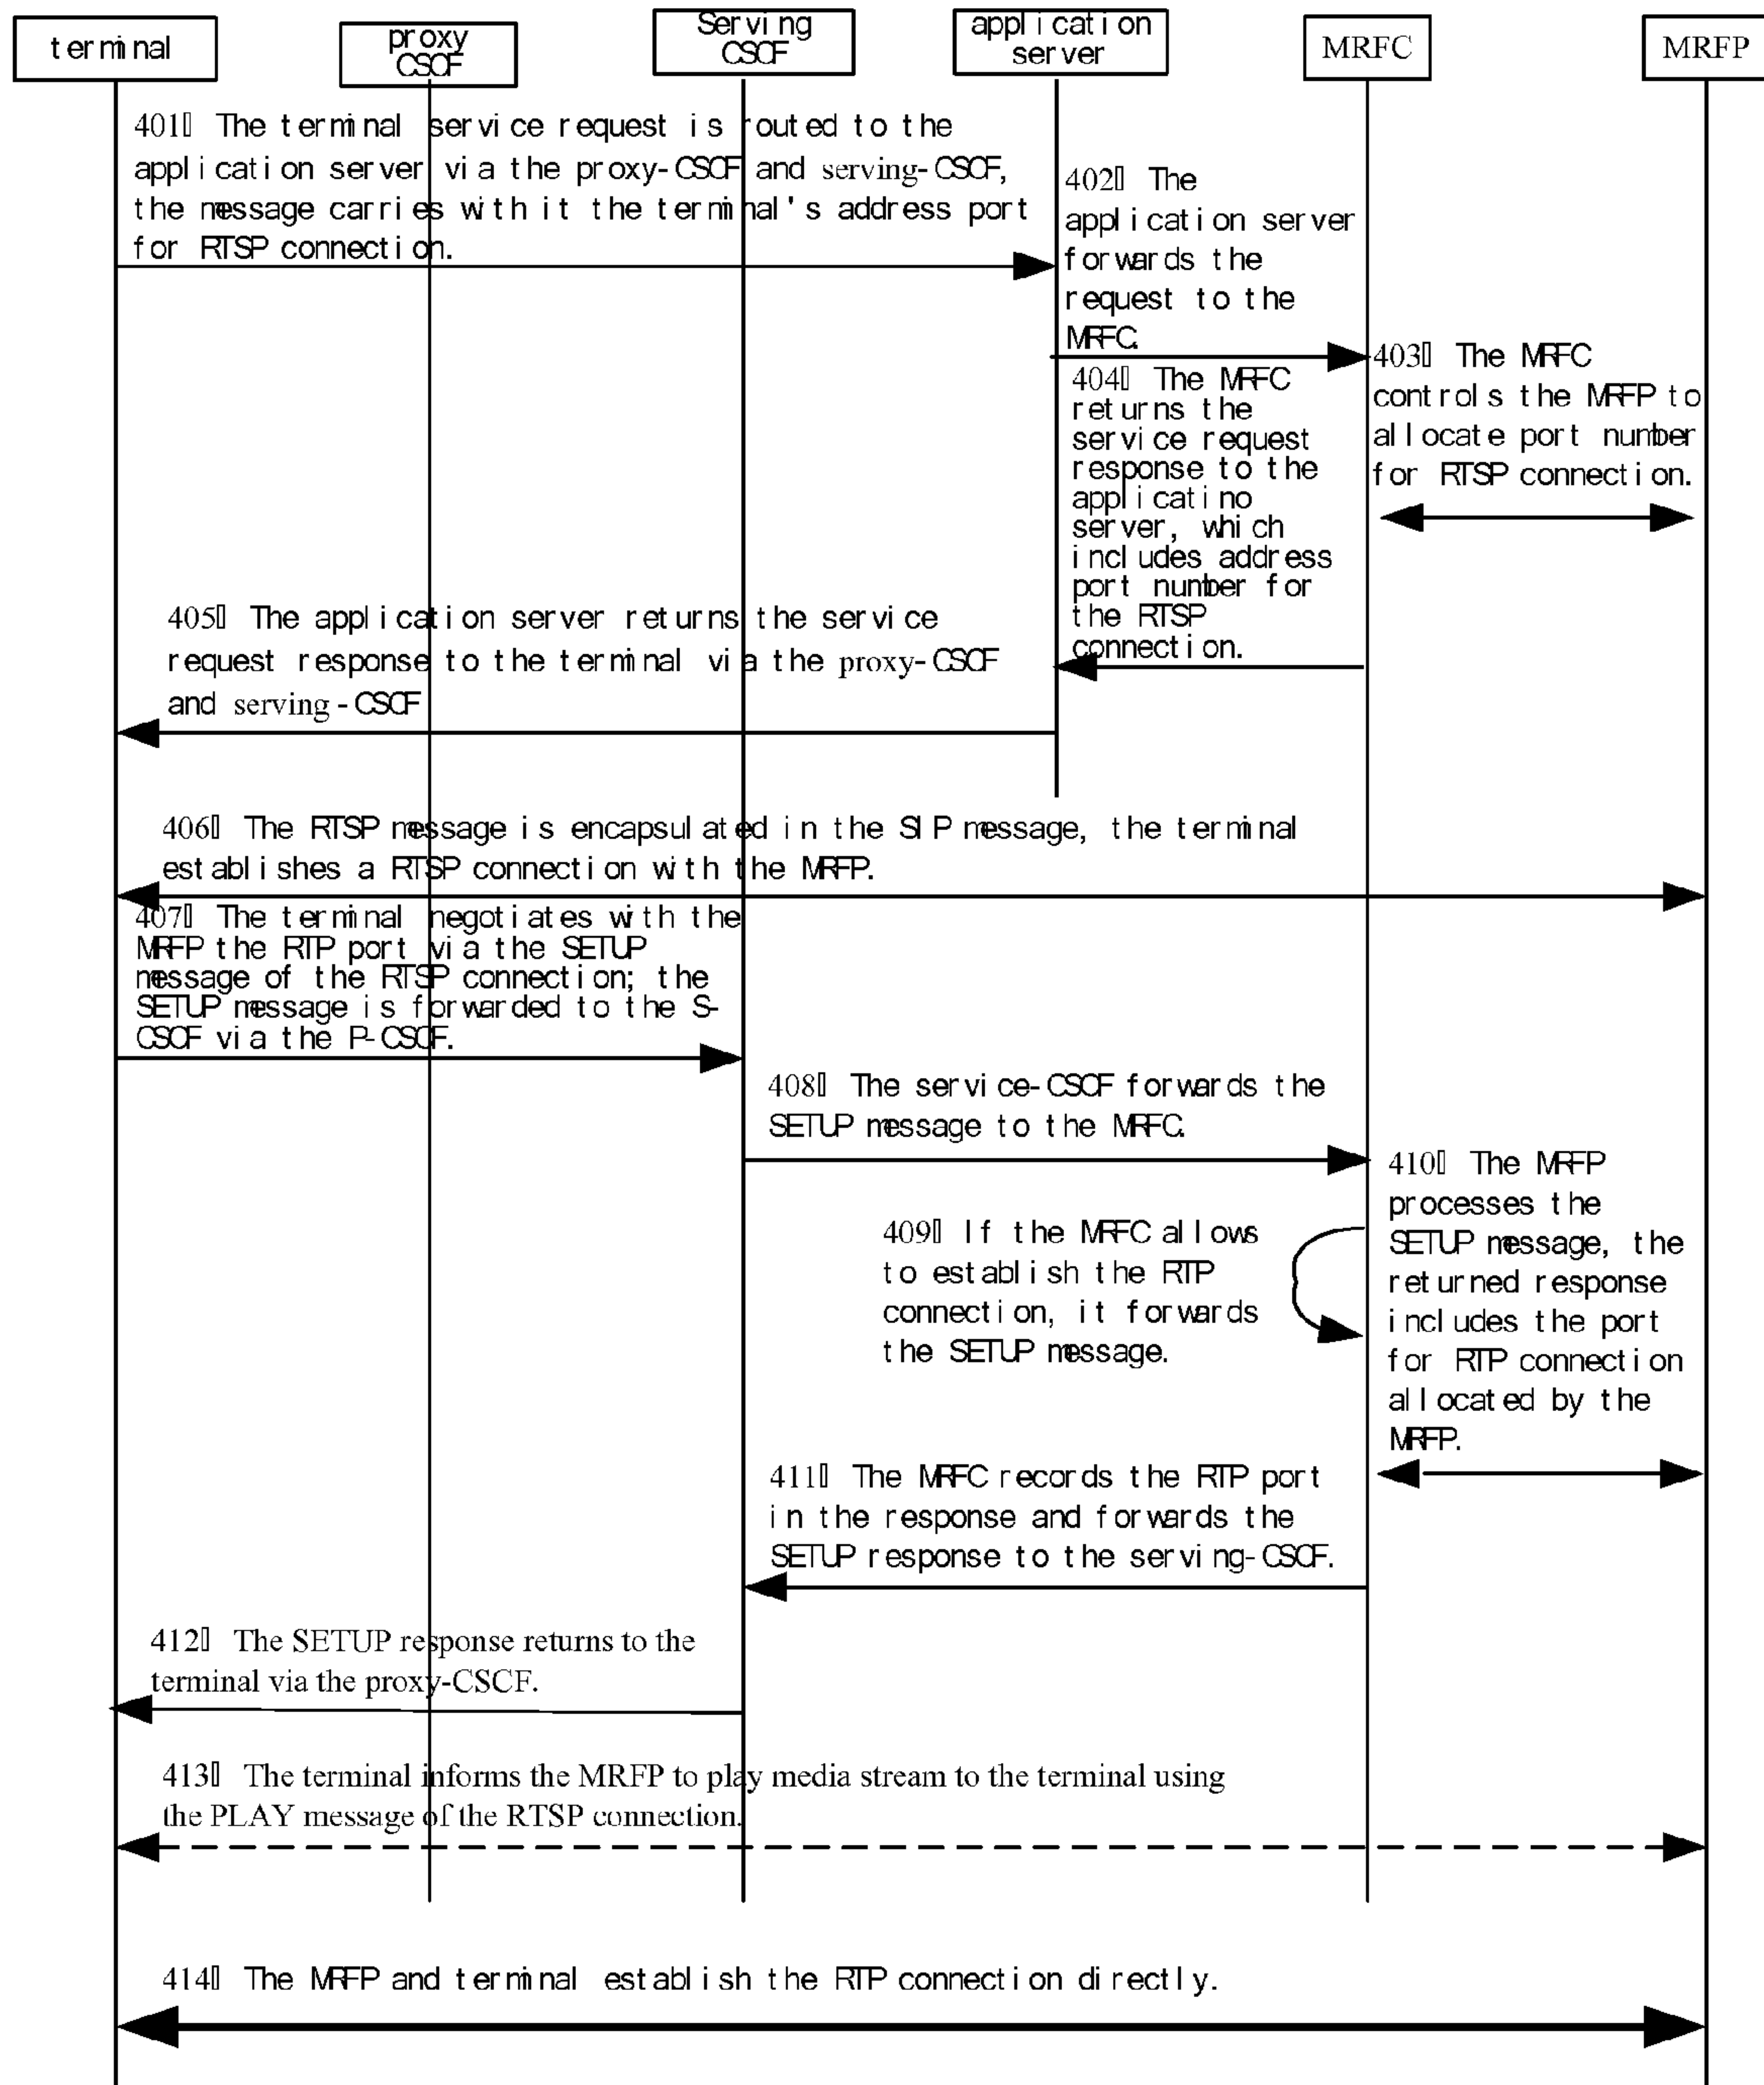 terminal
proxy
CSCF
Serving
CSCF
application
server
MRFC
MRFP
401▯ The terminal service request is routed to the
application server via the proxy-CSCF and serving-CSCF,
the message carries with it the terminal's address port
for RTSP connection.
402▯ The
application server
forwards the
request to the
MRFC.
403▯ The MRFC
controls the MRFP to
allocate port number
for RTSP connection.
404▯ The MRFC
returns the
service request
response to the
applicatino
server, which
includes address
port number for
the RTSP
connection.
405▯ The application server returns the service
request response to the terminal via the proxy-CSCF
and serving-CSCF
406▯ The RTSP message is encapsulated in the SIP message, the terminal
establishes a RTSP connection with the MRFP.
407▯ The terminal negotiates with the
MRFP the RTP port via the SETUP
message of the RTSP connection; the
SETUP message is forwarded to the S-
CSCF via the P-CSCF.
408▯ The service-CSCF forwards the
SETUP message to the MRFC.
409▯ If the MRFC allows
to establish the RTP
connection, it forwards
the SETUP message.
410▯ The MRFP
processes the
SETUP message, the
returned response
includes the port
for RTP connection
allocated by the
MRFP.
411▯ The MRFC records the RTP port
in the response and forwards the
SETUP response to the serving-CSCF.
412▯ The SETUP response returns to the
terminal via the proxy-CSCF.
413▯ The terminal informs the MRFP to play media stream to the terminal using
the PLAY message of the RTSP connection.
414▯ The MRFP and terminal establish the RTP connection directly.